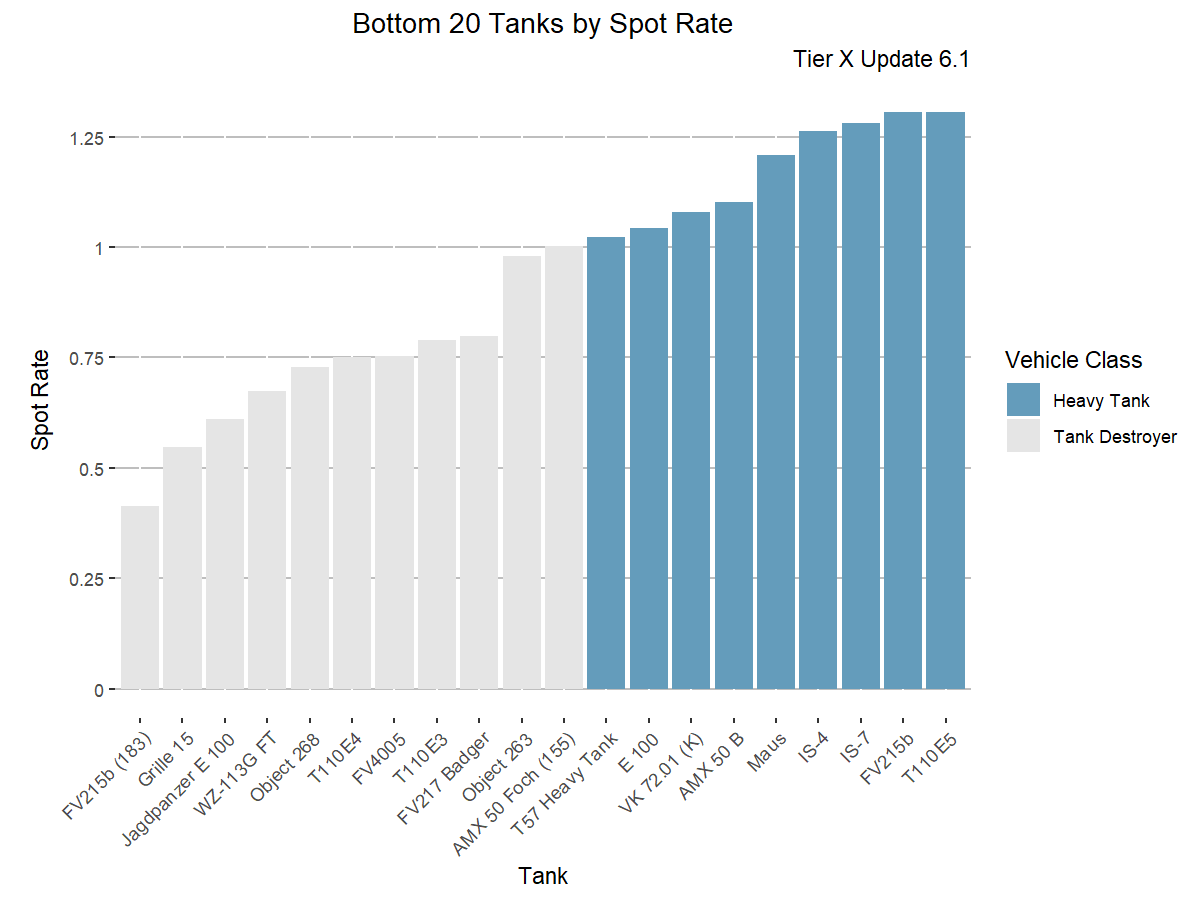 Bottom 20 Tanks by Spot Rate
Tier X Update 6.1
Spot Rate
1.25
1
0.75
0.5
0.25
0
FV215b (183)
Grille 15
Jagdpanzer E 100
WZ-113G FT
Object 268
T110E4
FV4005
T110E3
FV217 Badger
Object 263
AMX 50 Foch (155)
T57 Heavy Tank
E 100
VK 72.01 (K)
AMX 50 B
Maus
IS-4
IS-7
FV215b
T110E5
Tank
Vehicle Class
Heavy Tank
Tank Destroyer